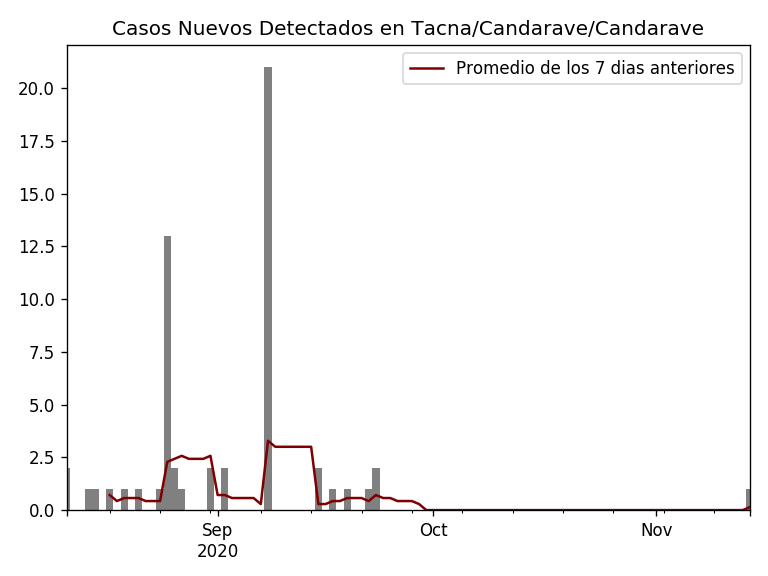 Casos Nuevos Detectados en Tacna/Candarave/Candarave
Promedio de los 7 dias anteriores
20.0
17.5
15.0
12.5
10.0
7.5
5.0
2.5
0.0
Sep
2020
Oct
Nov